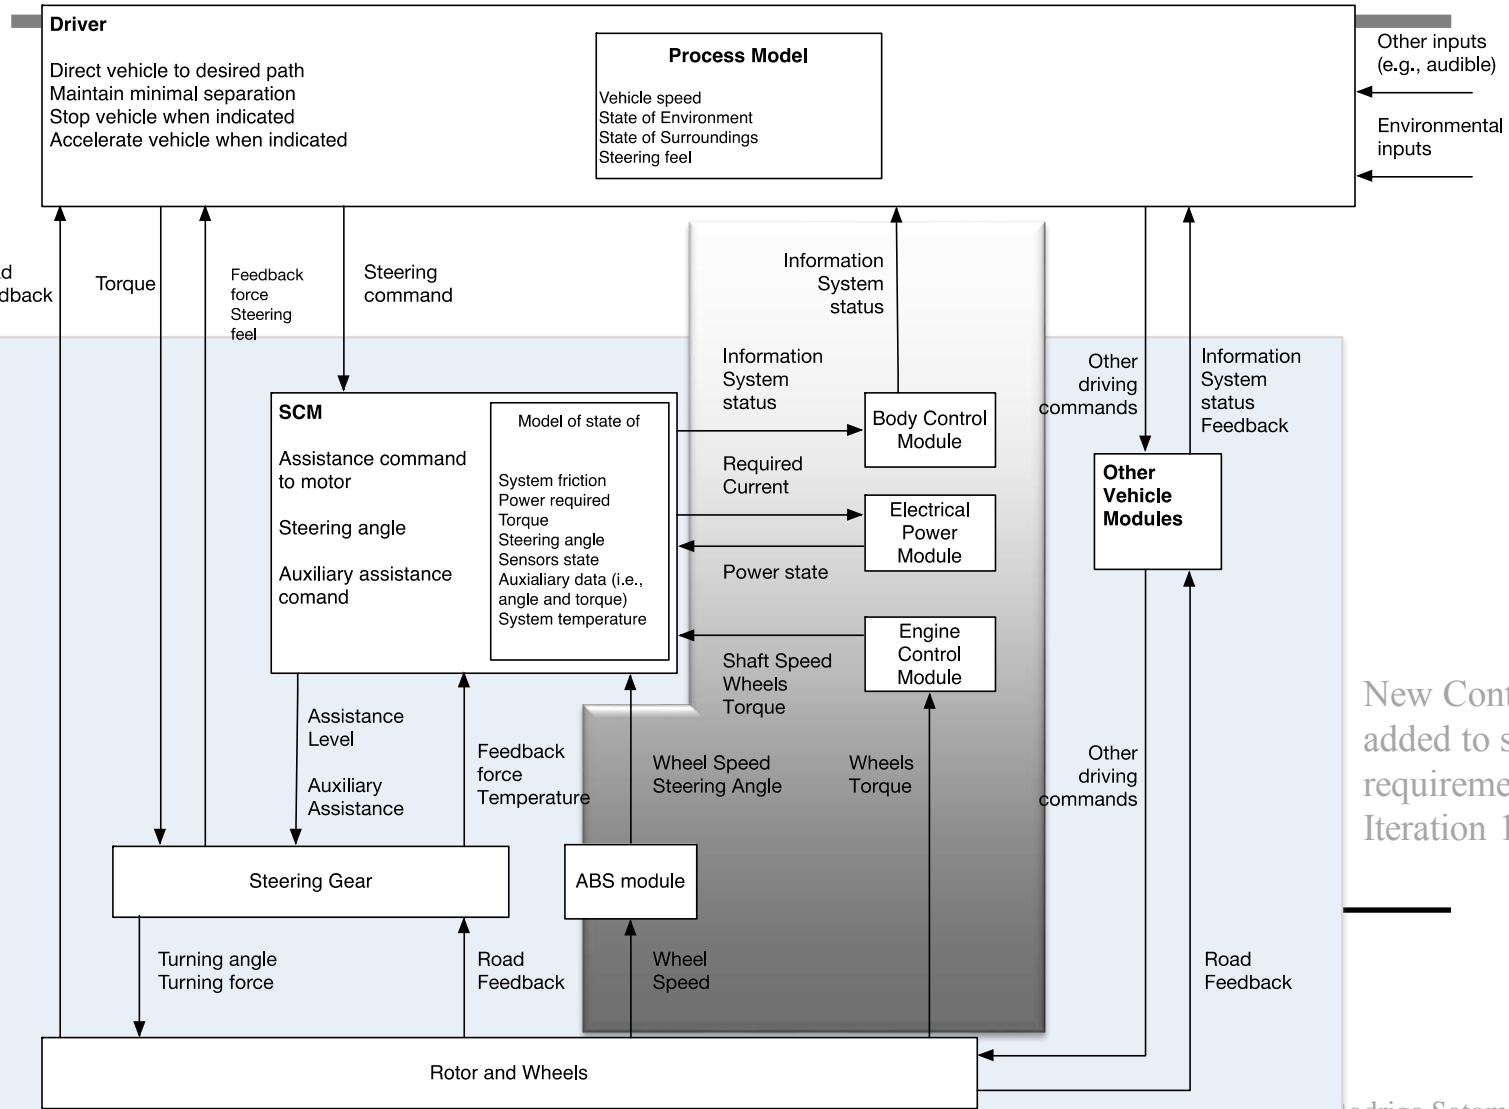 Driver
Direct vehicle to desired path
Maintain minimal separation
Stop vehicle when indicated
Accelerate vehicle when indicated
Process Model
Vehicle speed
State of Environment
State of Surroundings
Steering feel
Other inputs
(e.g., audible)
Environmental
inputs
Torque
Feedback
force
Steering
feel
Steering
command
Information
System
status
Information
System
status
Other
driving
commands
Information
System
status
Feedback
SCM
Assistance command
to motor
Steering angle
Auxiliary assistance
comand
Model of state of
System friction
Power required
Torque
Steering angle
Sensors state
Auxialiary data (i.e.,
angle and torque)
System temperature
Body Control
Module
Required
Current
Electrical
Power
Module
Power state
Engine
Control
Module
Shaft Speed
Wheels
Torque
Other
Vehicle
Modules
Assistance
Level
Auxiliary
Assistance
Feedback
force
Temperature
Wheel Speed
Steering Angle
Wheels
Torque
Other
driving
commands
New
added to
Iteration
Steering Gear
ABS module
Turning angle
Turning force
Road
Feedback
Wheel
Speed
Road
Feedback
Rotor and Wheels